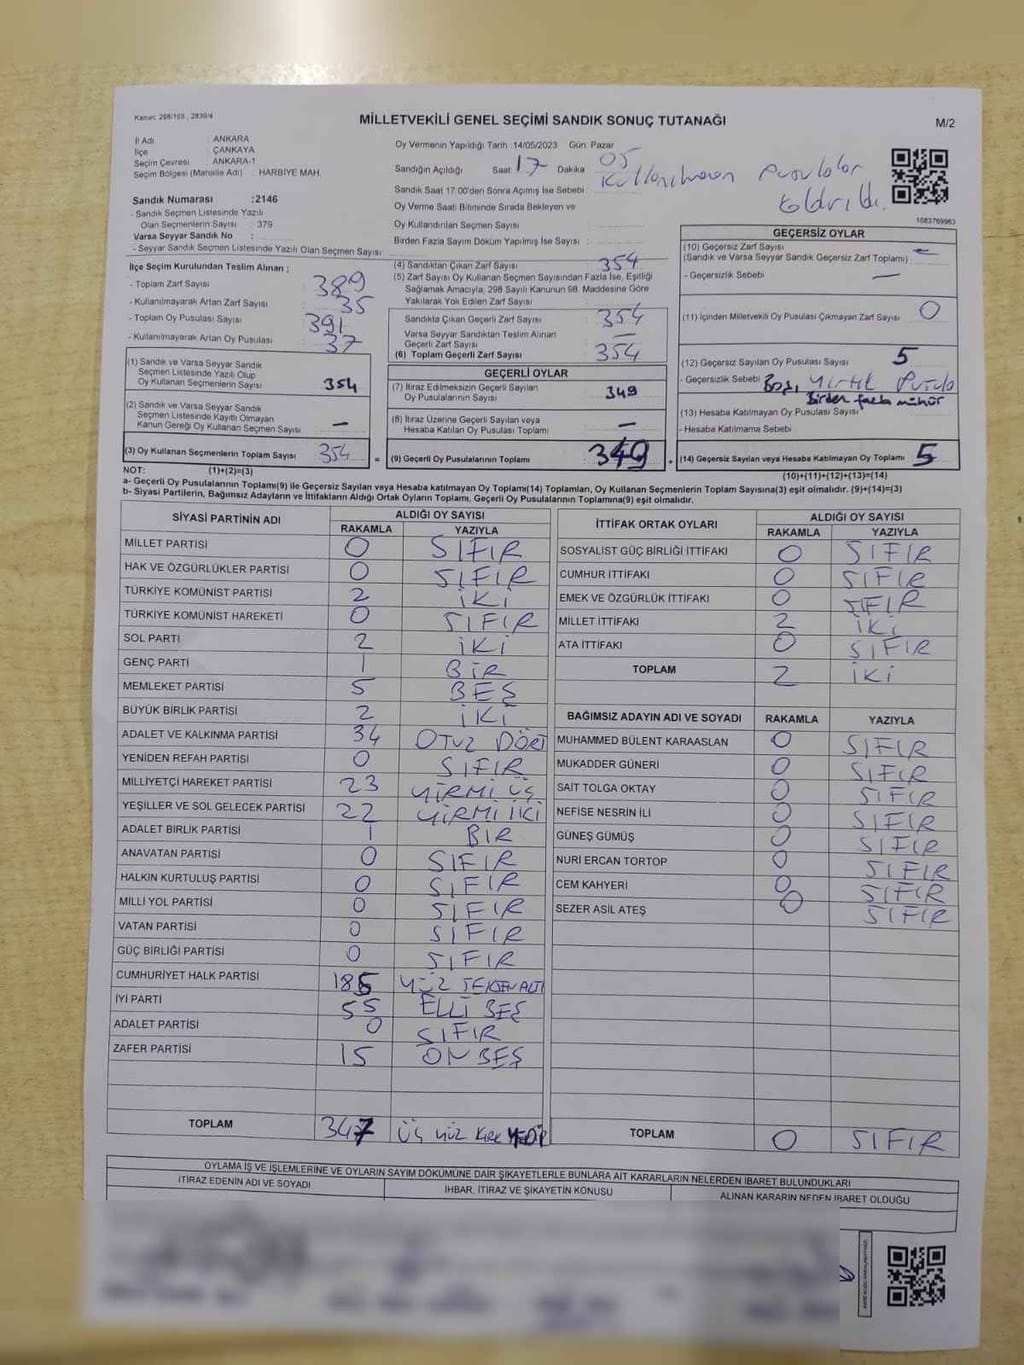 Kanun: 298/105 , 2839/4
MİLLETVEKİLİ GENEL SEÇİMİ SANDIK SONUÇ TUTANAĞI
M/2
İl Adı ANKARA
İlçe ÇANKAYA
Seçim Çevresi ANKARA-1
Seçim Bölgesi (Mahalle Adı) : HARBİYE MAH.
Sandık Numarası :2146
- Sandık Seçmen Listesinde Yazılı
Olan Seçmenlerin Sayısı : 379
Varsa Seyyar Sandık No :
- Seyyar Sandık Seçmen Listesinde Yazılı Olan Seçmen Sayısı
Oy Vermenin Yapıldığı Tarih :14/05/2023 Gün: Pazar
Sandığın Açıldığı Saat: 17 Dakika 05
Kullanılmayan Pusulalar
Kaldırıldı.
Sandık Saat 17:00'den Sonra Açılmış İse Sebebi
Oy Verme Saati Bitiminde Sırada Bekleyen ve
Oy Kullandırılan Seçmen Sayısı
Birden Fazla Sayım Döküm Yapılmış İse Sayısı :
1083769963
İlçe Seçim Kurulundan Teslim Alınan ;
- Toplam Zarf Sayısı 389
- Kullanılmayarak Artan Zarf Sayısı 35
- Toplam Oy Pusulası Sayısı 391
- Kullanılmayarak Artan Oy Pusulası 37
(1) Sandık ve Varsa Seyyar Sandık
Seçmen Listesinde Yazılı Olup
Oy Kullanan Seçmenlerin Sayısı 354
(2) Sandık ve Varsa Seyyar Sandık
Seçmen Listesinde Kayıtlı Olmayan
Kanun Gereği Oy Kullanan Seçmen Sayısı —
(3) Oy Kullanan Seçmenlerin Toplam Sayısı 354 =
(4) Sandıktan Çıkan Zarf Sayısı 354
(5) Zarf Sayısı Oy Kullanan Seçmen Sayısından Fazla İse, Eşitliği
Sağlamak Amacıyla, 298 Sayılı Kanunun 98. Maddesine Göre
Yakılarak Yok Edilen Zarf Sayısı
Sandıkta Çıkan Geçerli Zarf Sayısı 354
Varsa Seyyar Sandıktan Teslim Alınan
Geçerli Zarf Sayısı —
(6) Toplam Geçerli Zarf Sayısı 354
GEÇERLİ OYLAR
(7) İtiraz Edilmeksizin Geçerli Sayılan
Oy Pusulalarının Sayısı 349
(8) İtiraz Üzerine Geçerli Sayılan veya
Hesaba Katılan Oy Pusulası Toplamı —
(9) Geçerli Oy Pusulalarının Toplamı 349 +
GEÇERSİZ OYLAR
(10) Geçersiz Zarf Sayısı
(Sandık ve Varsa Seyyar Sandık Geçersiz Zarf Toplamı) —
- Geçersizlik Sebebi —
(11) İçinden Milletvekili Oy Pusulası Çıkmayan Zarf Sayısı 0
(12) Geçersiz Sayılan Oy Pusulası Sayısı 5
- Geçersizlik Sebebi Boş, Yırtık Pusula
Birden fazla mühür
(13) Hesaba Katılmayan Oy Pusulası Sayısı
- Hesaba Katılmama Sebebi
(14) Geçersiz Sayılan veya Hesaba Katılmayan Oy Toplamı 5
NOT: (1)+(2)=(3)
(10)+(11)+(12)+(13)=(14)
a- Geçerli Oy Pusulalarının Toplamı(9) ile Geçersiz Sayılan veya Hesaba katılmayan Oy Toplamı(14) Toplamları, Oy Kullanan Seçmenlerin Toplam Sayısına(3) eşit olmalıdır. (9)+(14)=(3)
b- Siyasi Partilerin, Bağımsız Adayların ve İttifakların Aldığı Ortak Oyların Toplamı, Geçerli Oy Pusulalarının Toplamına(9) eşit olmalıdır.
SİYASİ PARTİNİN ADI ALDIĞI OY SAYISI
RAKAMLA YAZIYLA
MİLLET PARTİSİ 0 SIFIR
HAK VE ÖZGÜRLÜKLER PARTİSİ 0 SIFIR
TÜRKİYE KOMÜNİST PARTİSİ 2 İKİ
TÜRKİYE KOMÜNİST HAREKETİ 0 SIFIR
SOL PARTİ 2 İKİ
GENÇ PARTİ 1 BİR
MEMLEKET PARTİSİ 5 BEŞ
BÜYÜK BİRLİK PARTİSİ 2 İKİ
ADALET VE KALKINMA PARTİSİ 34 OTUZ DÖRT
YENİDEN REFAH PARTİSİ 0 SIFIR
MİLLİYETÇİ HAREKET PARTİSİ 23 YİRMİ ÜÇ
YEŞİLLER VE SOL GELECEK PARTİSİ 22 YİRMİ İKİ
ADALET BİRLİK PARTİSİ 1 BIR
ANAVATAN PARTİSİ 0 SIFIR
HALKIN KURTULUŞ PARTİSİ 0 SIFIR
MİLLİ YOL PARTİSİ 0 SIFIR
VATAN PARTİSİ 0 SIFIR
GÜÇ BİRLİĞİ PARTİSİ 0 SIFIR
CUMHURİYET HALK PARTİSİ 185 YÜZ SEKSEN ALTI
İYİ PARTİ 55 ELLİ BEŞ
ADALET PARTİSİ 0 SIFIR
ZAFER PARTİSİ 15 ON BEŞ
TOPLAM 347 ÜÇ YÜZ KIRK YEDİ
İTTİFAK ORTAK OYLARI ALDIĞI OY SAYISI
RAKAMLA YAZIYLA
SOSYALİST GÜÇ BİRLİĞİ İTTİFAKI 0 SIFIR
CUMHUR İTTİFAKI 0 SIFIR
EMEK VE ÖZGÜRLÜK İTTİFAKI 0 SIFIR
MİLLET İTTİFAKI 2 İKİ
ATA İTTİFAKI 0 SIFIR
TOPLAM 2 İKİ
BAĞIMSIZ ADAYIN ADI VE SOYADI RAKAMLA YAZIYLA
MUHAMMED BÜLENT KARAASLAN 0 SIFIR
MUKADDER GÜNERİ 0 SIFIR
SAİT TOLGA OKTAY 0 SIFIR
NEFİSE NESRİN İLİ 0 SIFIR
GÜNEŞ GÜMÜŞ 0 SIFIR
NURİ ERCAN TORTOP 0 SIFIR
CEM KAHYERİ 0 SIFIR
SEZER ASİL ATEŞ 0 SIFIR
TOPLAM 0 SIFIR
OYLAMA İŞ VE İŞLEMLERİNE VE OYLARIN SAYIM DÖKÜMÜNE DAİR ŞİKAYETLERLE BUNLARA AİT KARARLARIN NELERDEN İBARET BULUNDUKLARI
İTİRAZ EDENİN ADI VE SOYADI İHBAR, İTİRAZ VE ŞİKAYETİN KONUSU ALINAN KARARIN NEDEN İBARET OLDUĞU